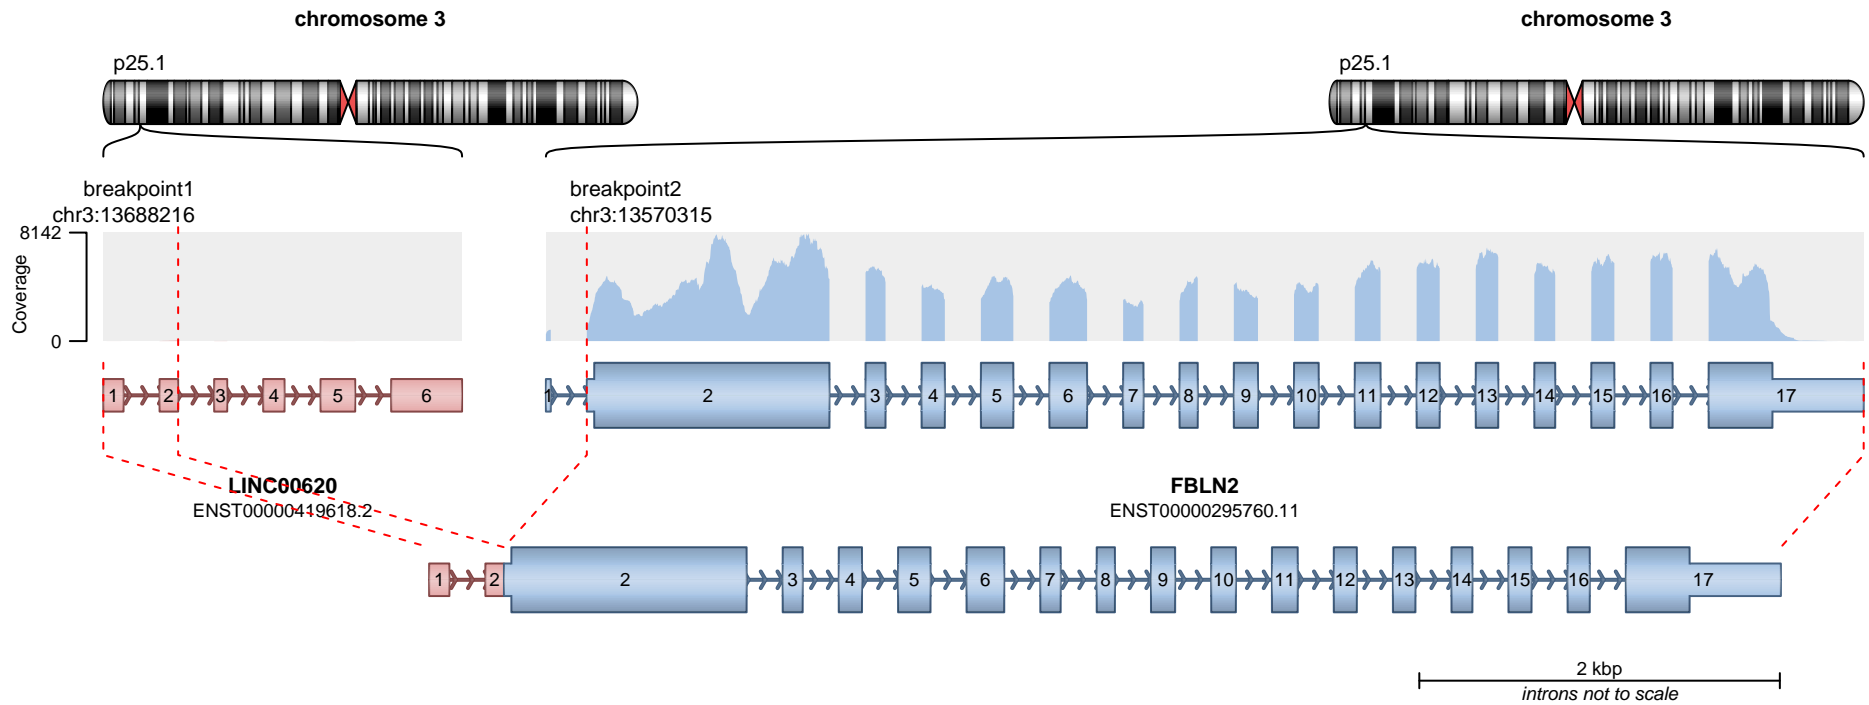 chromosome 3
chromosome 3
p25.1
p25.1
breakpoint1
chr3:13688216
breakpoint2
chr3:13570315
8142
Coverage
0
1 2 3 4 5 6
1 2 3 4 5 6 7 8 9 10 11 12 13 14 15 16 17
LINC00620
ENST00000419618.2
FBLN2
ENST00000295760.11
1 2 2 3 4 5 6 7 8 9 10 11 12 13 14 15 16 17
2 kbp
introns not to scale